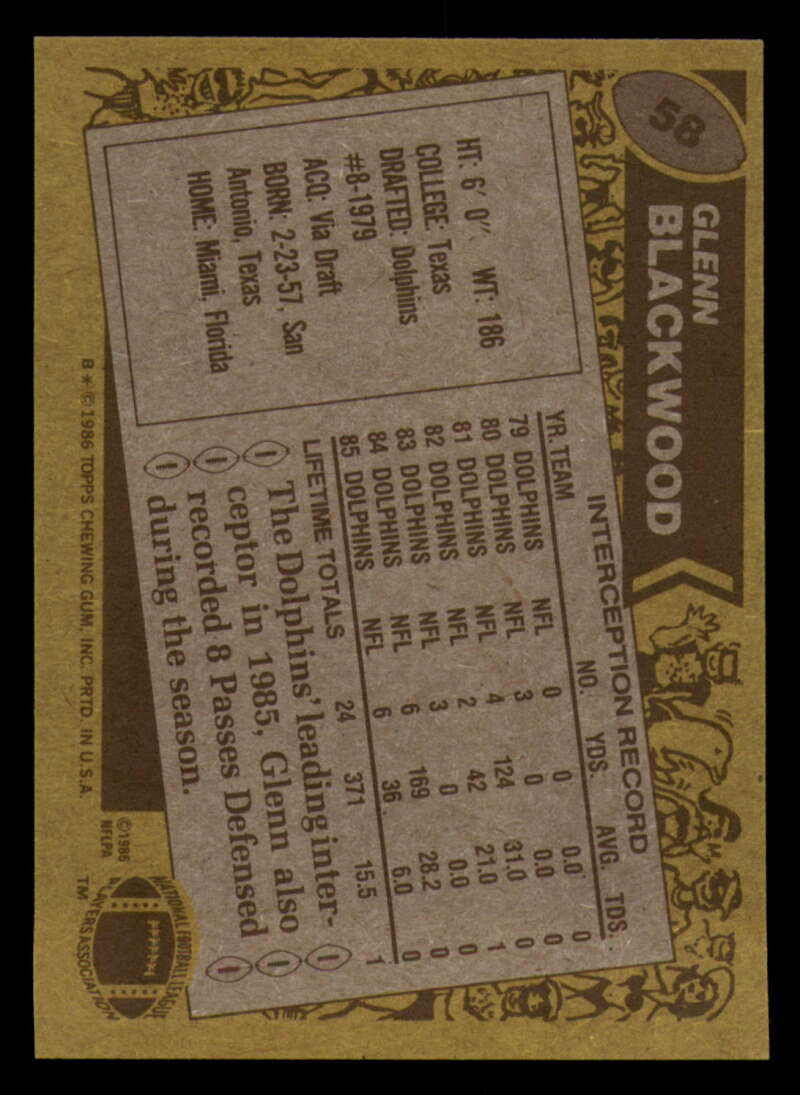 58
GLENN
BLACKWOOD
HT: 6' 0" WT: 186
COLLEGE: Texas
DRAFTED: Dolphins
#8-1979
ACQ: Via Draft
BORN: 2-23-57, San
Antonio, Texas
HOME: Miami, Florida
INTERCEPTION RECORD
YR. TEAM NO. YDS. AVG. TDS.
79 DOLPHINS NFL 0 0 0.0 0
80 DOLPHINS NFL 3 0 0.0 0
81 DOLPHINS NFL 4 124 31.0 0
82 DOLPHINS NFL 2 42 21.0 1
83 DOLPHINS NFL 3 0 0.0 0
84 DOLPHINS NFL 6 169 28.2 0
85 DOLPHINS NFL 6 36 6.0 0
LIFETIME TOTALS 24 371 15.5 1
The Dolphins' leading inter-
ceptor in 1985, Glenn also
recorded 8 Passes Defensed
during the season.
B * © 1986 TOPPS CHEWING GUM, INC. PRTD. IN U.S.A.
©1986
NFLPA
NATIONAL FOOTBALL LEAGUE
PLAYERS ASSOCIATION
TM